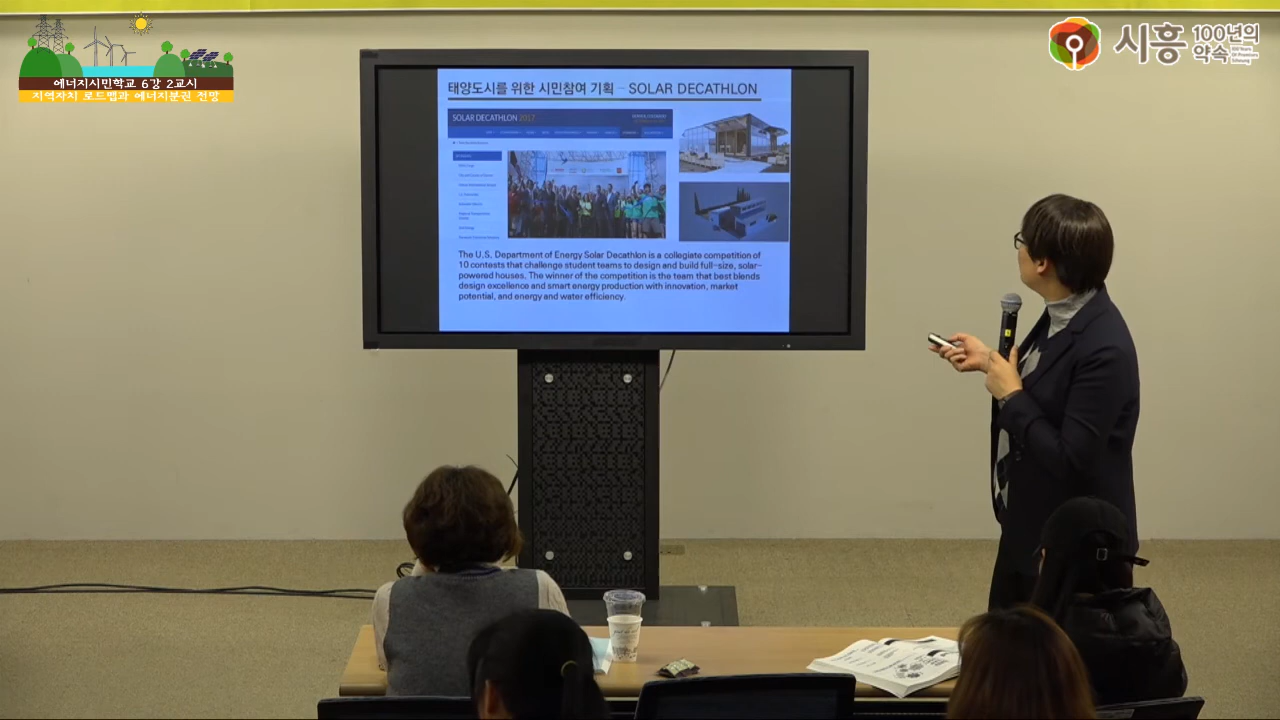 에너지시민학교 6강 2교시
지역자치 로드맵과 에너지분권 전망
시흥 100년의 약속
태양도시를 위한 시민참여 기획 – SOLAR DECATHLON
SOLAR DECATHLON 2017
The U.S. Department of Energy Solar Decathlon is a collegiate competition of
10 contests that challenge student teams to design and build full-size, solar-
powered houses. The winner of the competition is the team that best blends
design excellence and smart energy production with innovation, market
potential, and energy and water efficiency.